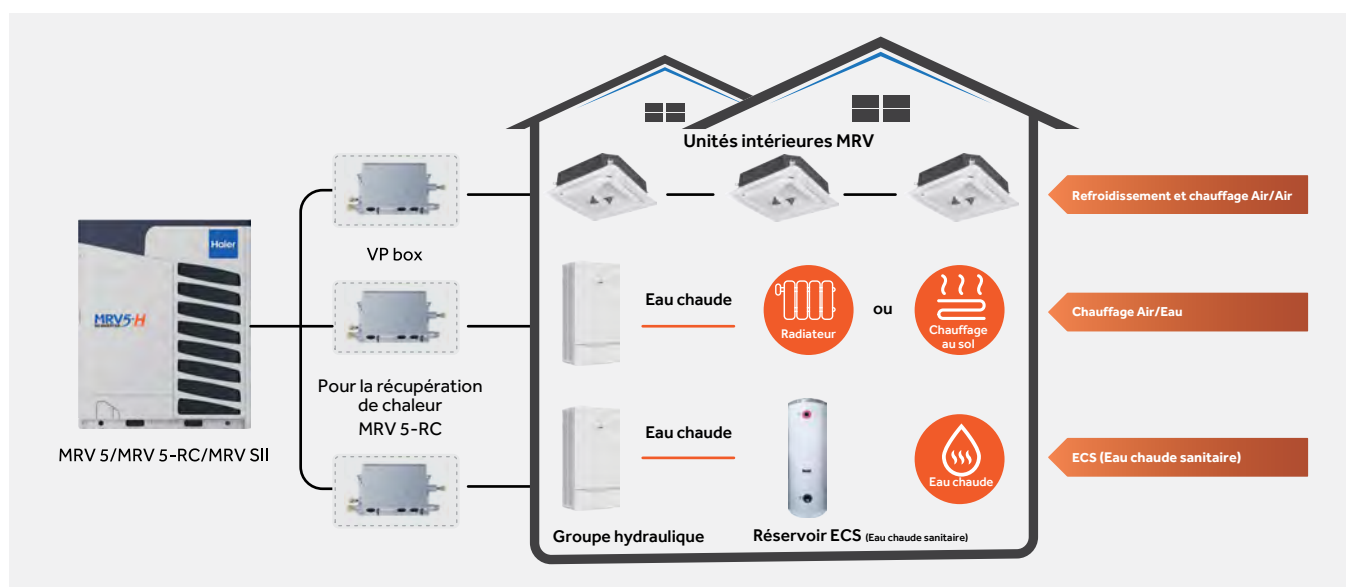 Unités intérieures MRV
Refroidissement et chauffage Air/Air
Haier
VP box
MRV5-H
Eau chaude
Radiateur
ou
Chauffage
au sol
Chauffage Air/Eau
Pour la récupération
de chaleur
MRV 5-RC
MRV 5/MRV 5-RC/MRV SII
Eau chaude
Eau chaude
ECS (Eau chaude sanitaire)
Groupe hydraulique
Réservoir ECS (Eau chaude sanitaire)